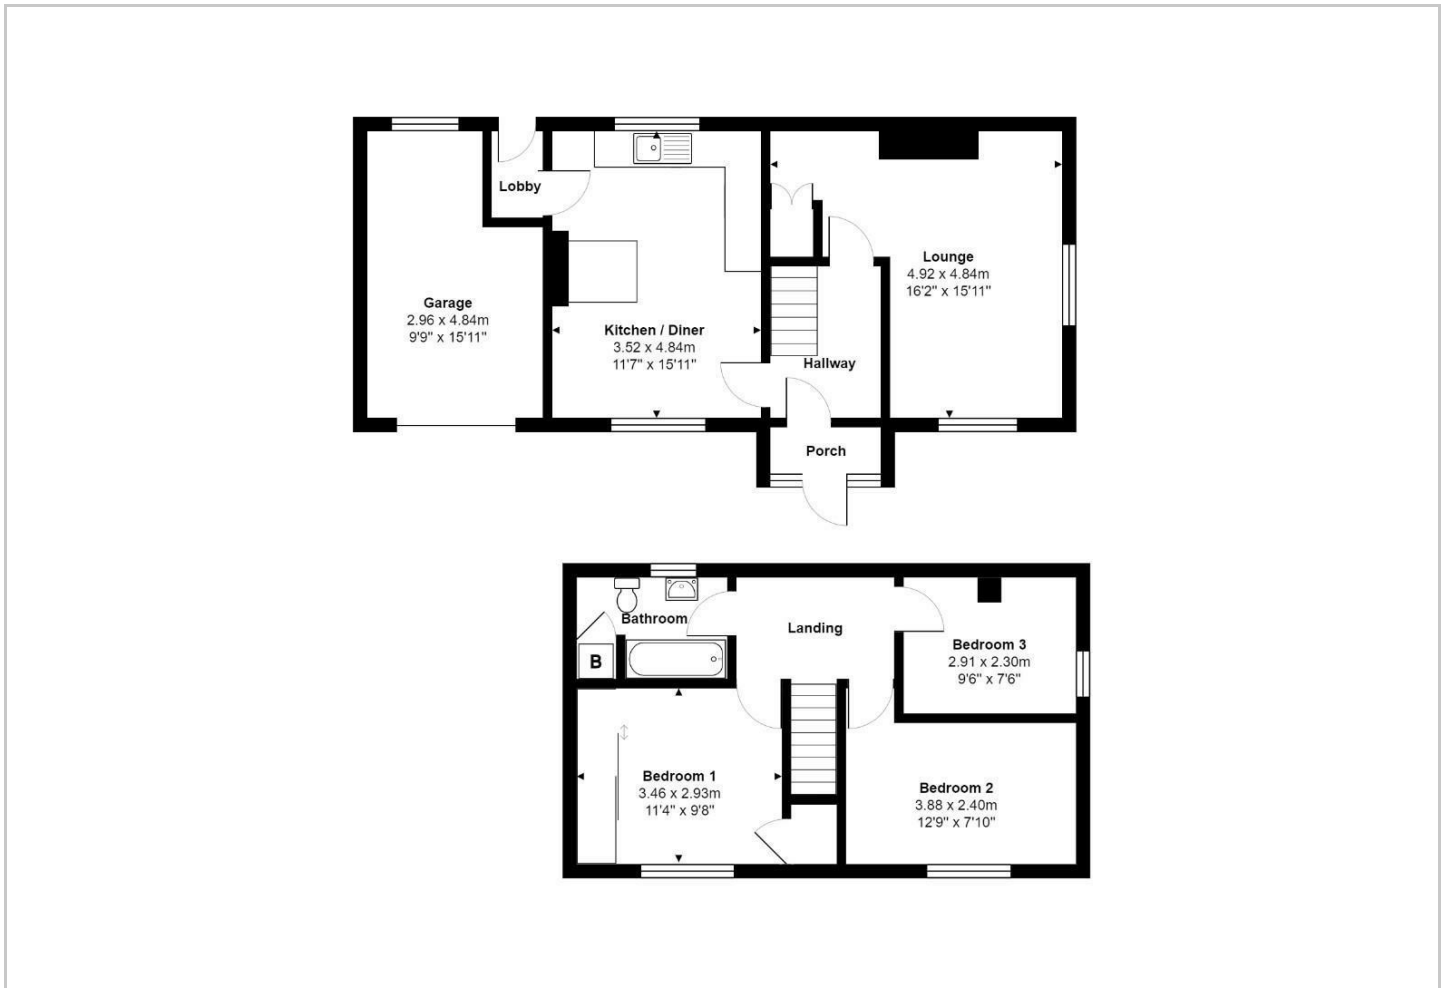 Lobby
Garage
2.96 x 4.84m
9'9" x 15'11"
Kitchen / Diner
3.52 x 4.84m
11'7" x 15'11"
Lounge
4.92 x 4.84m
16'2" x 15'11"
Hallway
Porch
Bathroom
B
Landing
Bedroom 3
2.91 x 2.30m
9'6" x 7'6"
Bedroom 1
3.46 x 2.93m
11'4" x 9'8"
Bedroom 2
3.88 x 2.40m
12'9" x 7'10"